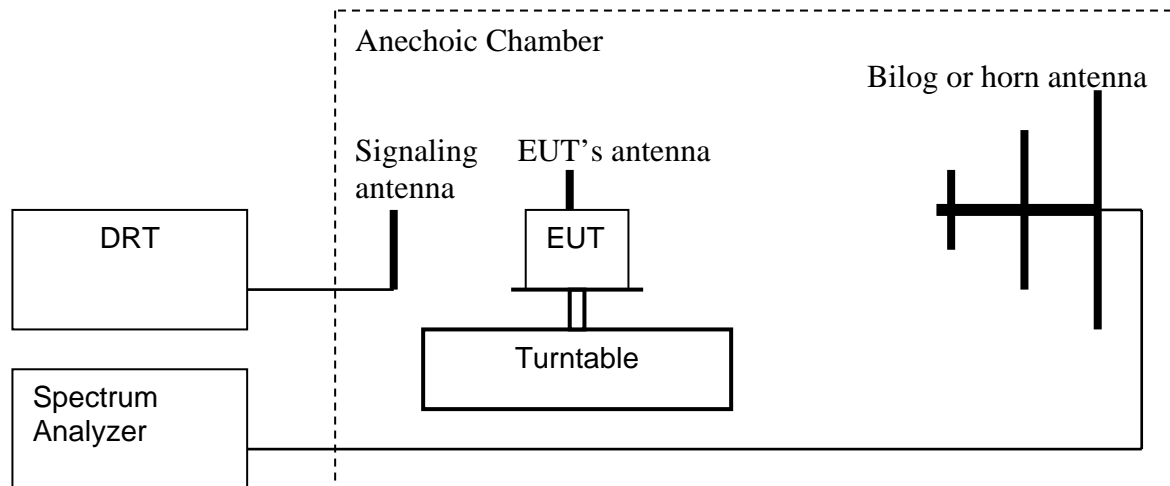 Anechoic Chamber
Bilog or horn antenna
Signaling
antenna
EUT’s antenna
DRT
EUT
Turntable
Spectrum
Analyzer